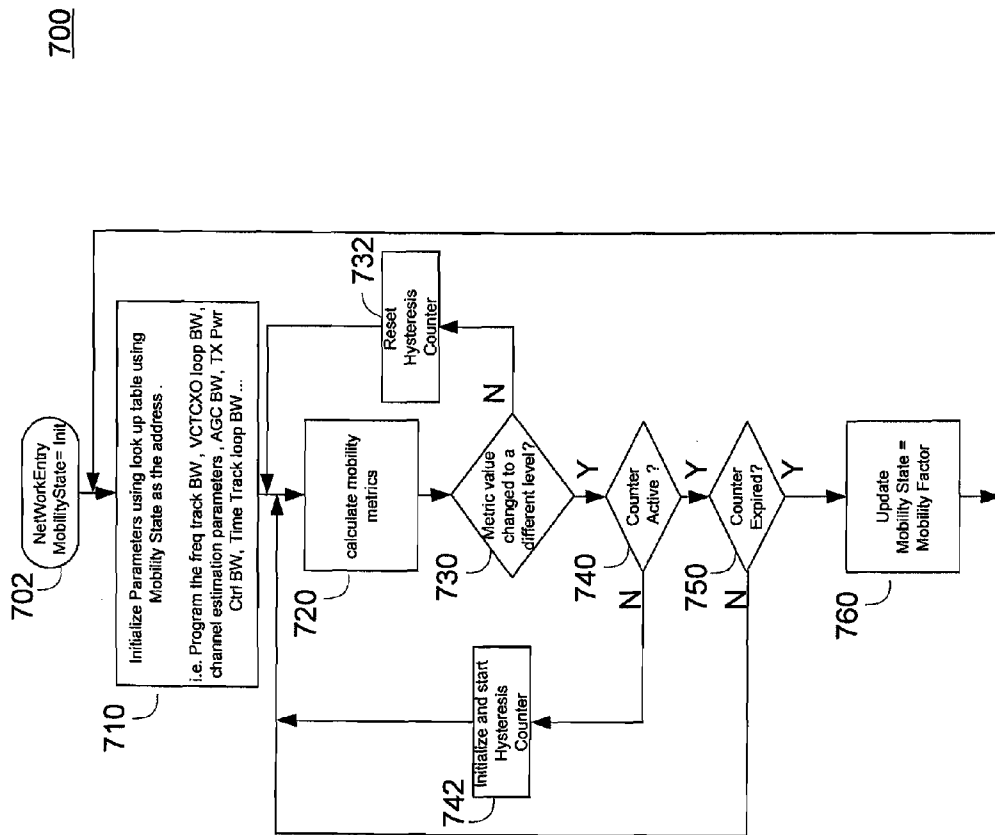 700
702
NetWorkEntry
MobilityState= Init
Initialize Parameters using look up table using
Mobility State as the address .
i.e. Program the freq track BW , VCTCXO loop BW ,
channel estimation parameters , AGC BW, TX Pwr
Ctrl BW, Time Track loop BW ...
710
732
Reset
Hysteresis
Counter
calculate mobility
metrics
720
N
Metric value
changed to a
different level?
730
Y
Counter
Active ?
740
N
Y
Initialize and start
Hysteresis
Counter
742
Counter
Expired?
750
N
Y
Update
Mobility State =
Mobility Factor
760